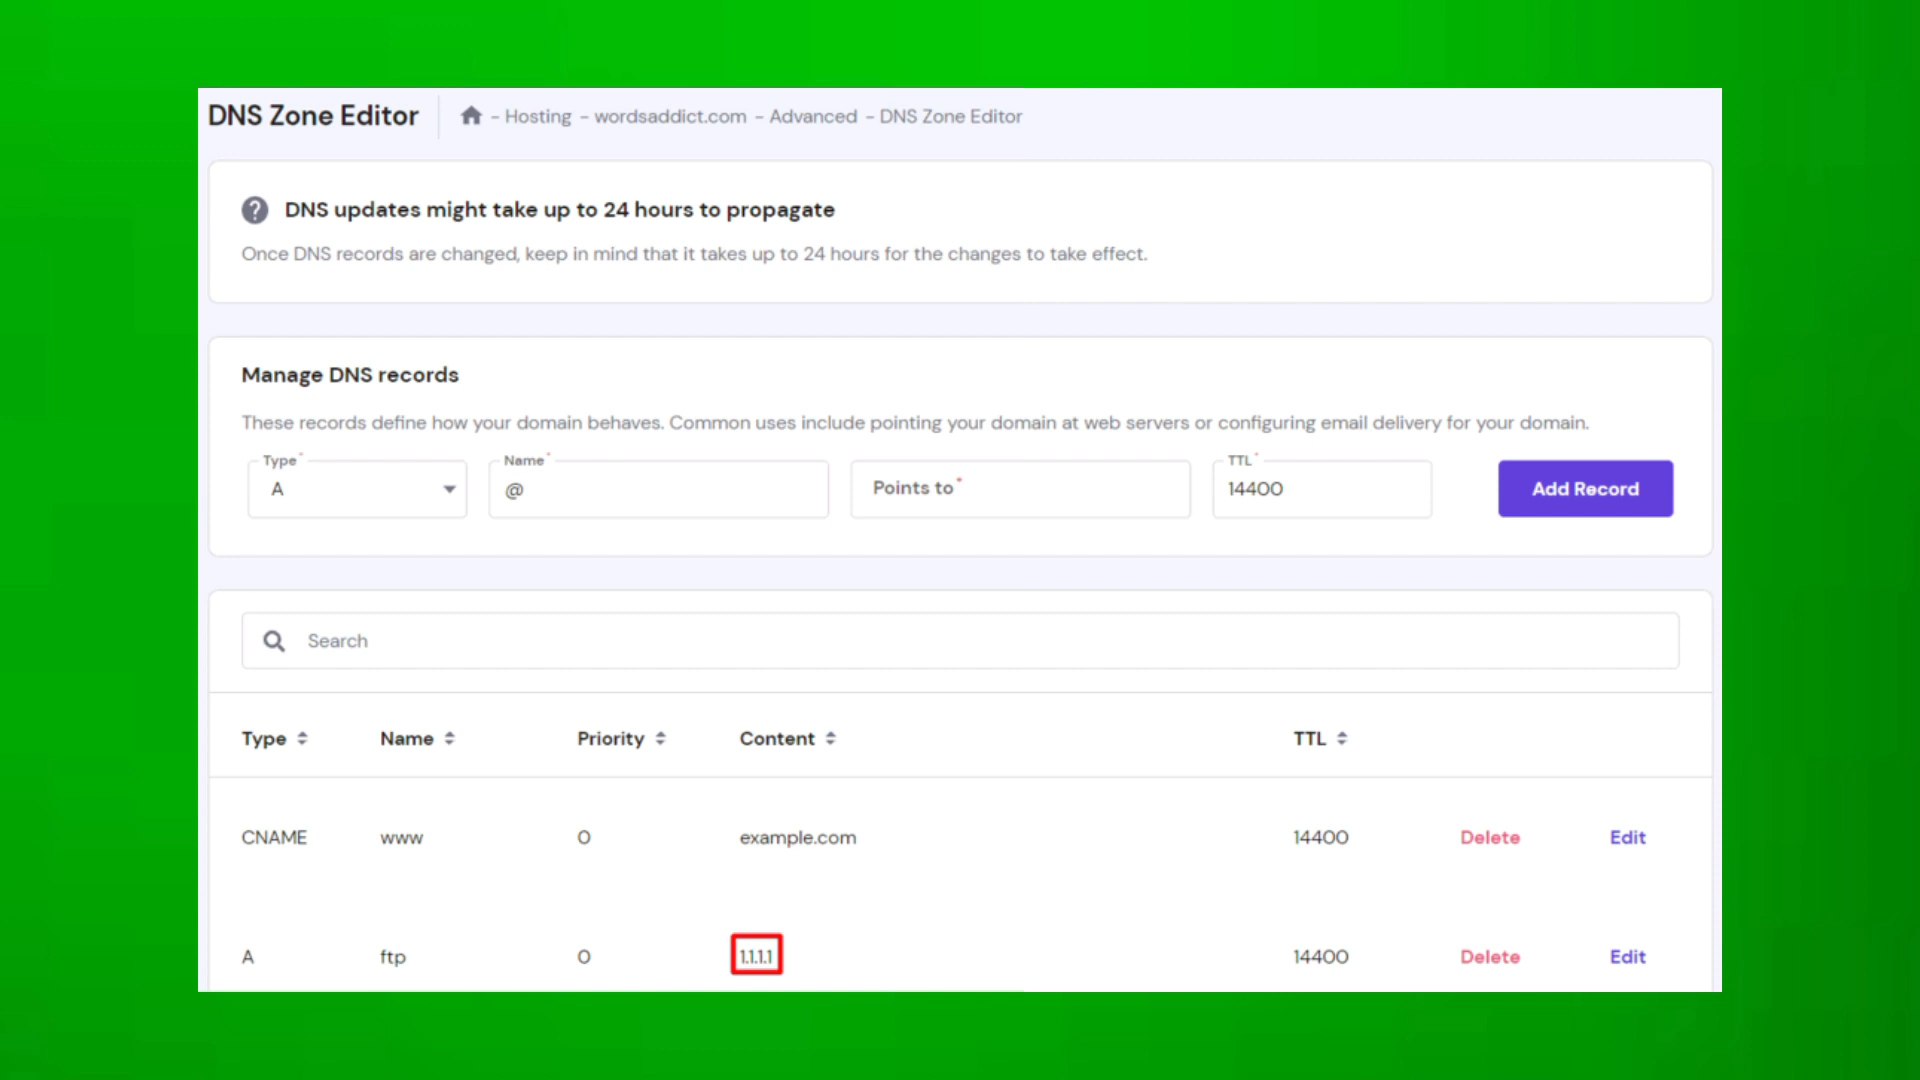 DNS Zone Editor - Hosting - wordsaddict.com - Advanced - DNS Zone Editor
DNS updates might take up to 24 hours to propagate
Once DNS records are changed, keep in mind that it takes up to 24 hours for the changes to take effect.
Manage DNS records
These records define how your domain behaves. Common uses include pointing your domain at web servers or configuring email delivery for your domain.
Type* Name* TTL*
A @ Points to* 14400 Add Record
Search
Type Name Priority Content TTL
CNAME www 0 example.com 14400 Delete Edit
A ftp 0 1.1.1.1 14400 Delete Edit